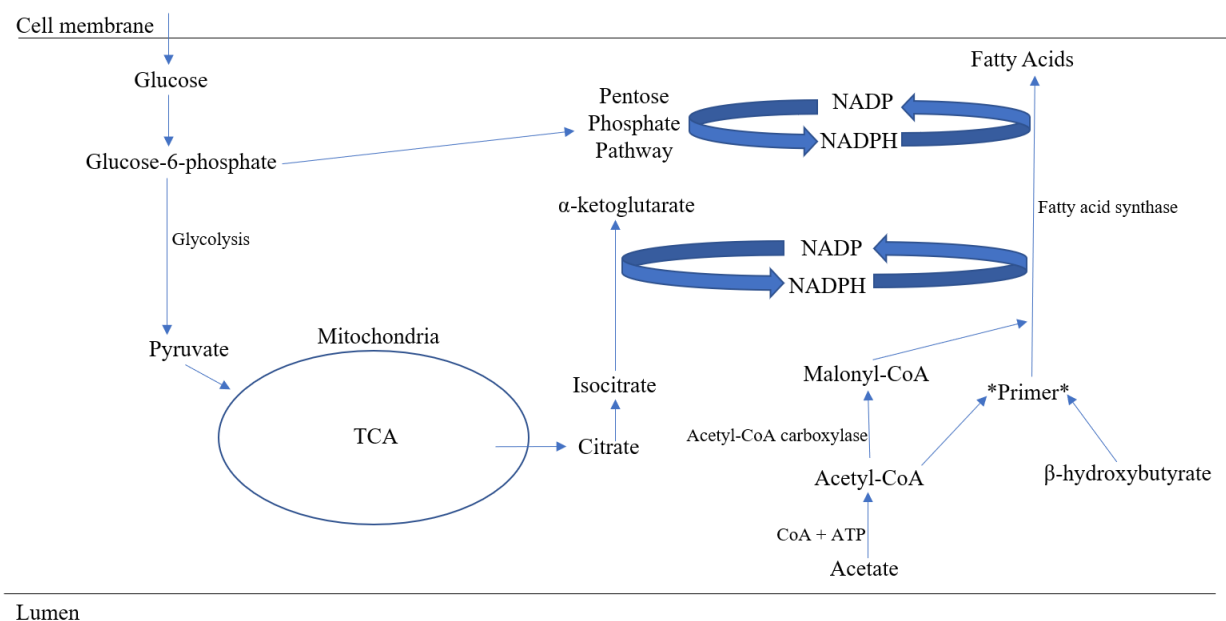 Cell membrane
Glucose
Glucose-6-phosphate
Glycolysis
Pyruvate
Mitochondria
TCA
Citrate
Isocitrate
α-ketoglutarate
Pentose
Phosphate
Pathway
NADP
NADPH
NADP
NADPH
Fatty Acids
Fatty acid synthase
Malonyl-CoA
*Primer*
Acetyl-CoA carboxylase
Acetyl-CoA
β-hydroxybutyrate
CoA + ATP
Acetate
Lumen